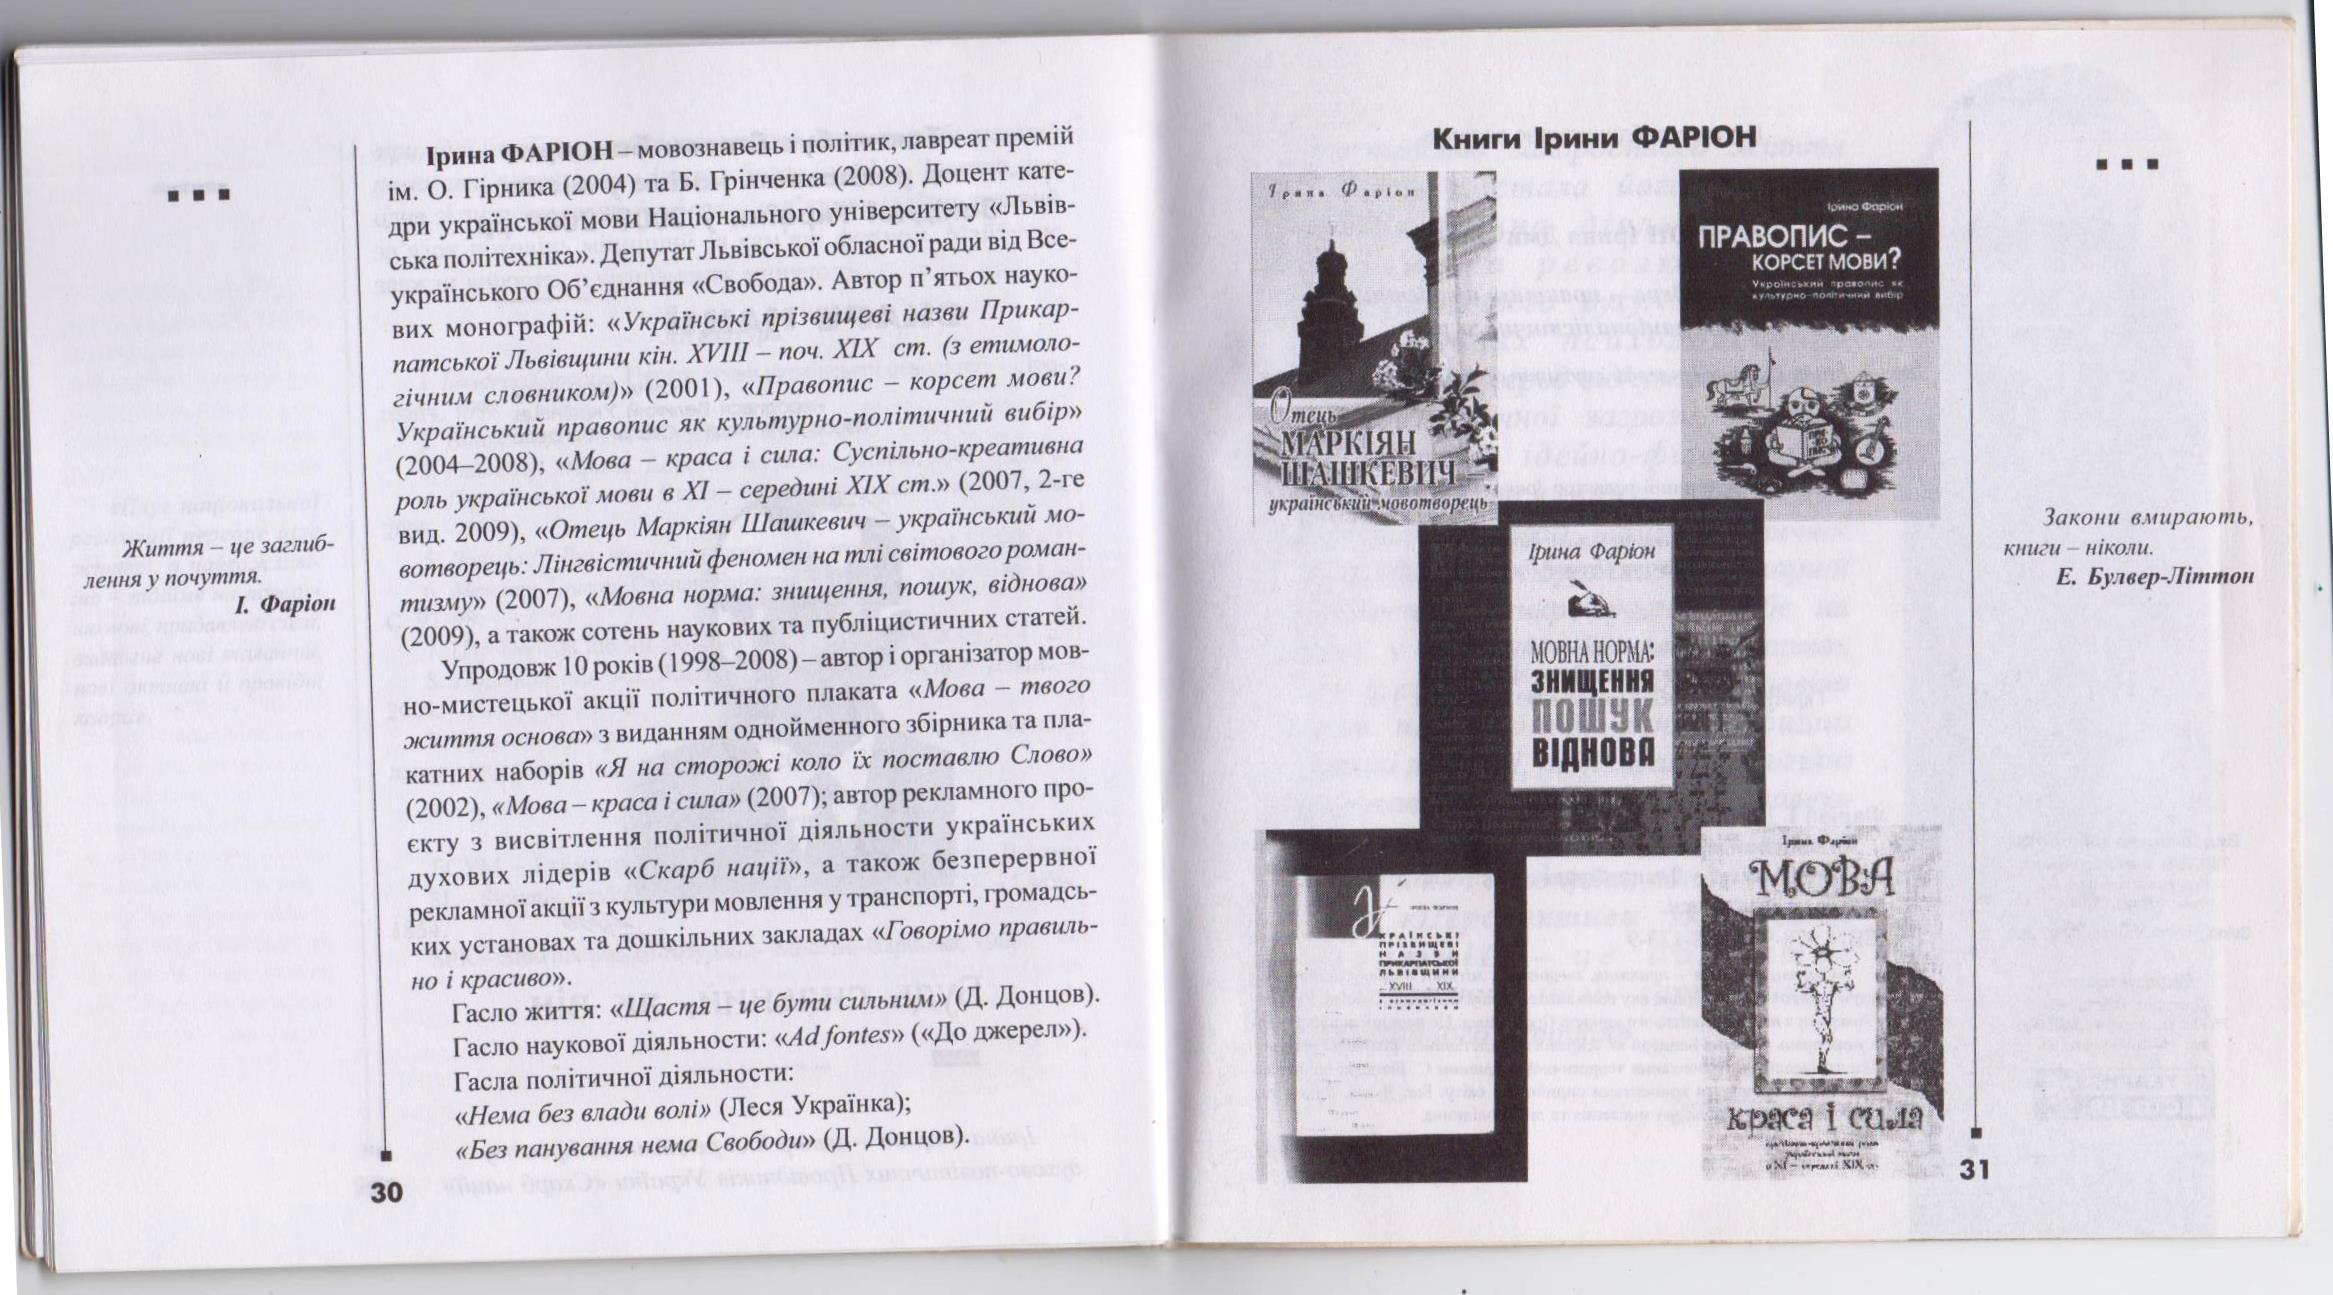 ▪ ▪ ▪
Життя – це заглиб-
лення у почуття.
І. Фаріон
Ірина ФАРІОН – мовознавець і політик, лауреат премій
ім. О. Гірника (2004) та Б. Грінченка (2008). Доцент кате-
дри української мови Національного університету «Львів-
ська політехніка». Депутат Львівської обласної ради від Все-
українського Об’єднання «Свобода». Автор п’ятьох науко-
вих монографій: «Українські прізвищеві назви Прикар-
патської Львівщини кін. XVIII – поч. XIX ст. (з етимоло-
гічним словником)» (2001), «Правопис – корсет мови?
Український правопис як культурно-політичний вибір»
(2004–2008), «Мова – краса і сила: Суспільно-креативна
роль української мови в XI – середині XIX ст.» (2007, 2-ге
вид. 2009), «Отець Маркіян Шашкевич – український мо-
вотворець: Лінгвістичний феномен на тлі світового роман-
тизму» (2007), «Мовна норма: знищення, пошук, віднова»
(2009), а також сотень наукових та публіцистичних статей.
Упродовж 10 років (1998–2008) – автор і організатор мов-
но-мистецької акції політичного плаката «Мова – твого
життя основа» з виданням однойменного збірника та пла-
катних наборів «Я на сторожі коло їх поставлю Слово»
(2002), «Мова – краса і сила» (2007); автор рекламного про-
єкту з висвітлення політичної діяльности українських
духових лідерів «Скарб нації», а також безперервної
рекламної акції з культури мовлення у транспорті, громадсь-
ких установах та дошкільних закладах «Говорімо правиль-
но і красиво».
Гасло життя: «Щастя – це бути сильним» (Д. Донцов).
Гасло наукової діяльности: «Ad fontes» («До джерел»).
Гасла політичної діяльности:
«Нема без влади волі» (Леся Українка);
«Без панування нема Свободи» (Д. Донцов).
30
Книги Ірини ФАРІОН
Ірина Фаріон
Отець
МАРКІЯН
ШАШКЕВИЧ –
український мовотворець
Ірина Фаріон
ПРАВОПИС –
КОРСЕТ МОВИ?
Український правопис як
культурно-політичний вибір
Ірина Фаріон
МОВНА НОРМА:
ЗНИЩЕННЯ
ПОШУК
ВІДНОВА
УКРАЇНСЬКІ
ПРІЗВИЩЕВІ
НАЗВИ
ПРИКАРПАТСЬКОЇ
ЛЬВІВЩИНИ
XVIII – XIX
Ірина Фаріон
МОВА
краса і сила
української мови
в XI – середині XIX ст.
31
▪ ▪ ▪
Закони вмирають,
книги – ніколи.
Е. Булвер-Літтон